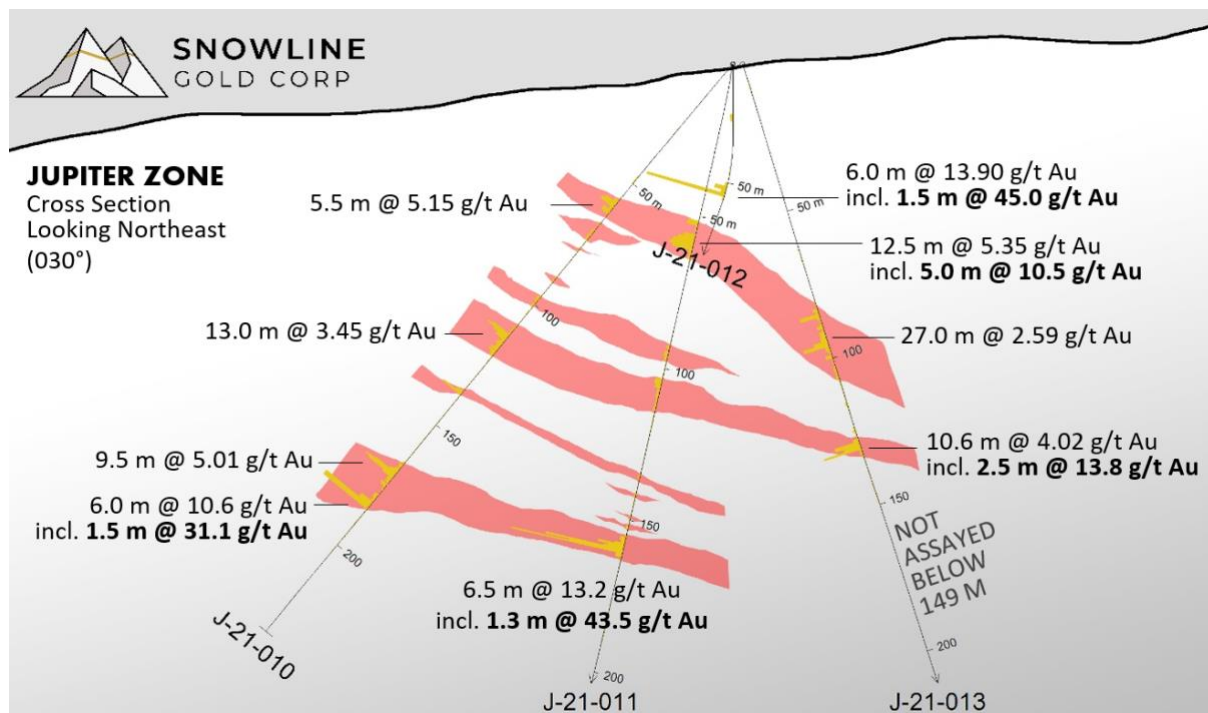 SNOWLINE
GOLD CORP
JUPITER ZONE
Cross Section
Looking Northeast
(030°)
5.5 m @ 5.15 g/t Au
13.0 m @ 3.45 g/t Au
9.5 m @ 5.01 g/t Au
6.0 m @ 10.6 g/t Au
incl. 1.5 m @ 31.1 g/t Au
6.0 m @ 13.90 g/t Au
incl. 1.5 m @ 45.0 g/t Au
12.5 m @ 5.35 g/t Au
incl. 5.0 m @ 10.5 g/t Au
27.0 m @ 2.59 g/t Au
10.6 m @ 4.02 g/t Au
incl. 2.5 m @ 13.8 g/t Au
6.5 m @ 13.2 g/t Au
incl. 1.3 m @ 43.5 g/t Au
50 m
100
150
200
J-21-010
50 m
J-21-012
50 m
100
150
200
J-21-011
50 m
100
150
NOT
ASSAYED
BELOW
149 M
200
J-21-013